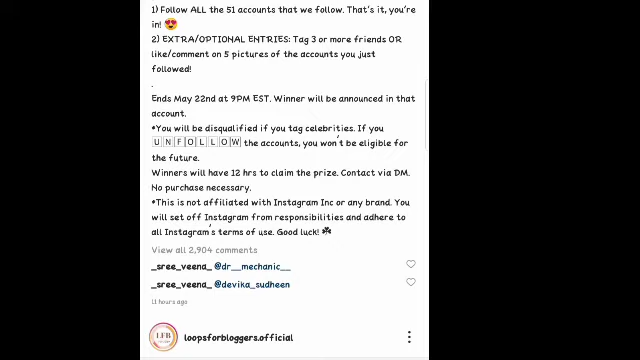 1) Follow ALL the 51 accounts that we follow. That's it, you're
in! 😍
2) EXTRA/OPTIONAL ENTRIES: Tag 3 or more friends OR
like/comment on 5 pictures of the accounts you just
followed!
.
Ends May 22nd at 9PM EST. Winner will be announced in that
account.
•You will be disqualified if you tag celebrities. If you
🅄🄽🄵🄾🄻🄻🄾🅆 the accounts, you won't be eligible for
the future.
Winners will have 12 hrs to claim the prize. Contact via DM.
No purchase necessary.
•This is not affiliated with Instagram Inc or any brand. You
will set off Instagram from responsibilities and adhere to
all Instagram's terms of use. Good luck! ☘
View all 2,904 comments
_sree_veena_ @dr__mechanic__
_sree_veena_ @devika_sudheen
11 hours ago
LFB
loopsforbloggers.official